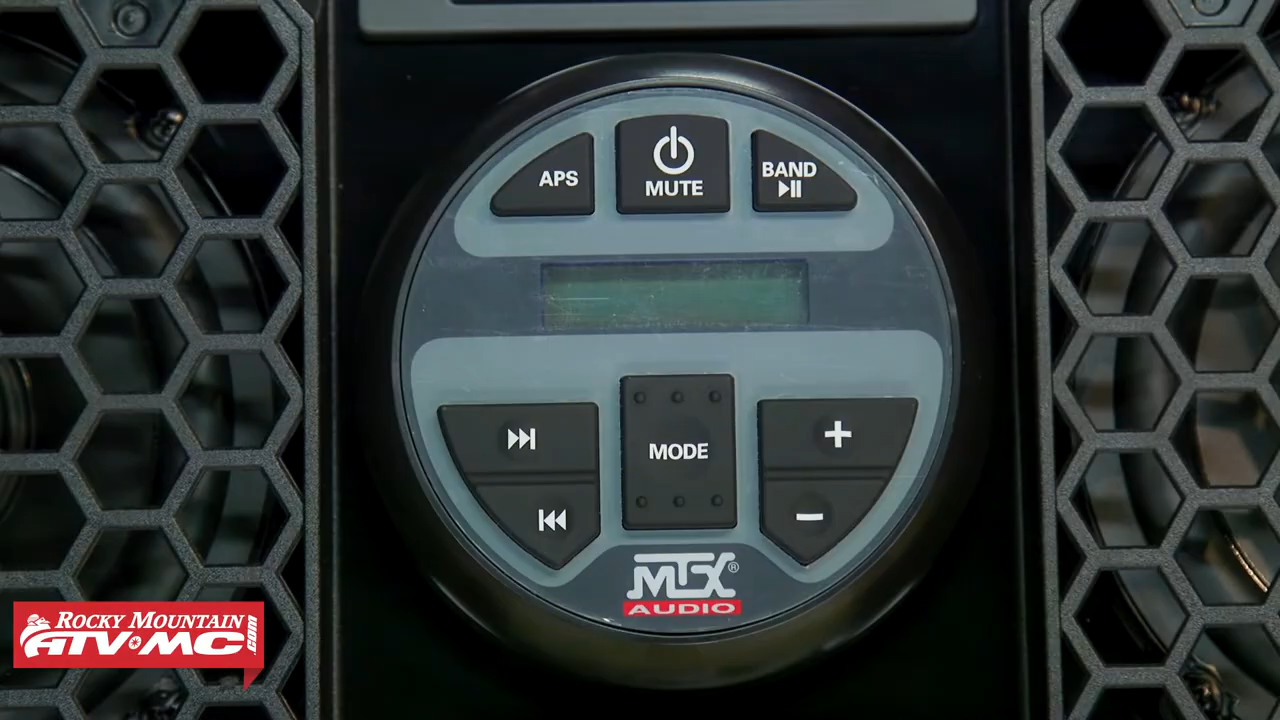 APS
MUTE
BAND
MODE
MTX®
AUDIO
ROCKY MOUNTAIN
ATV MC.com